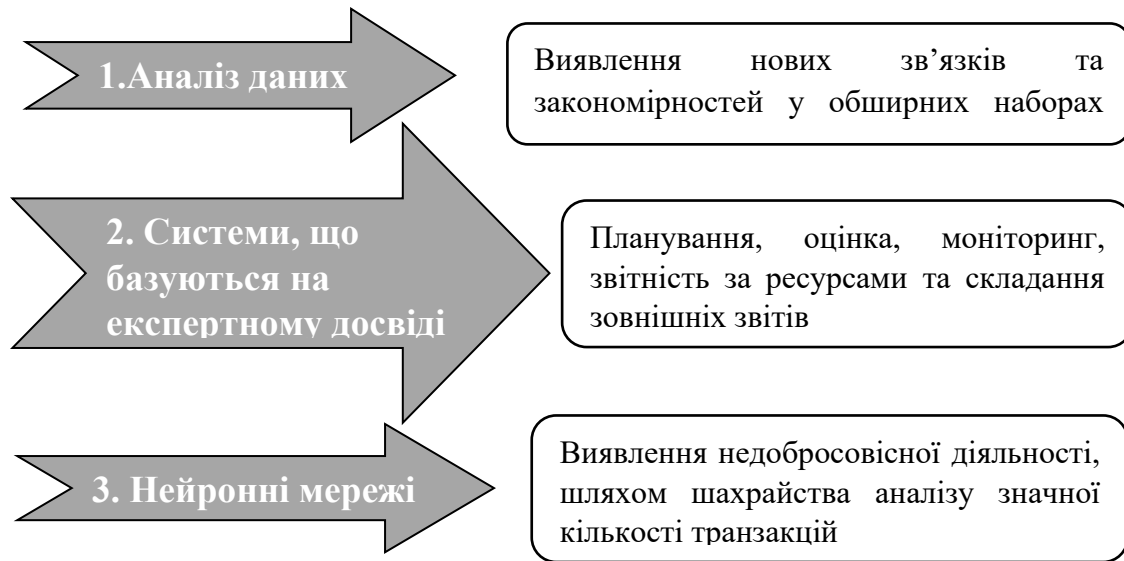 1.Аналіз даних
Виявлення нових зв’язків та
закономірностей у обширних наборах
2. Системи, що
базуються на
експертному досвіді
Планування, оцінка, моніторинг,
звітність за ресурсами та складання
зовнішніх звітів
3. Нейронні мережі
Виявлення недобросовісної діяльності,
шляхом шахрайства аналізу значної
кількості транзакцій